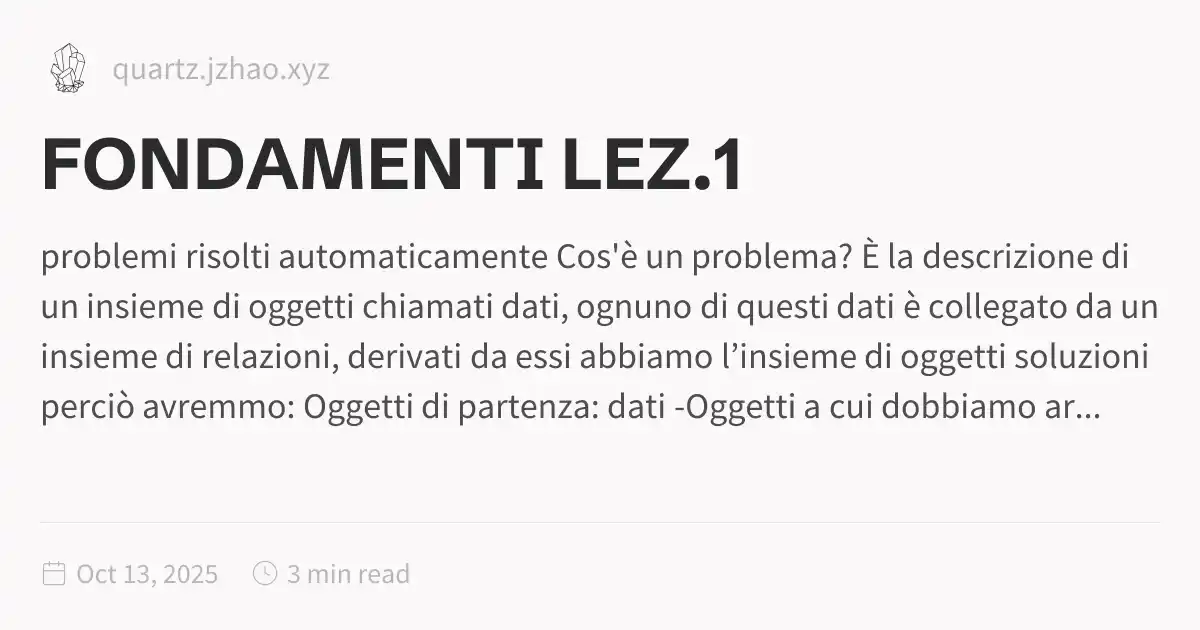 quartz.jzhao.xyz
FONDAMENTI LEZ.1
problemi risolti automaticamente Cos'è un problema? È la descrizione di
un insieme di oggetti chiamati dati, ognuno di questi dati è collegato da un
insieme di relazioni, derivati da essi abbiamo l’insieme di oggetti soluzioni
perciò avremmo: Oggetti di partenza: dati -Oggetti a cui dobbiamo ar...
Oct 13, 2025 3 min read